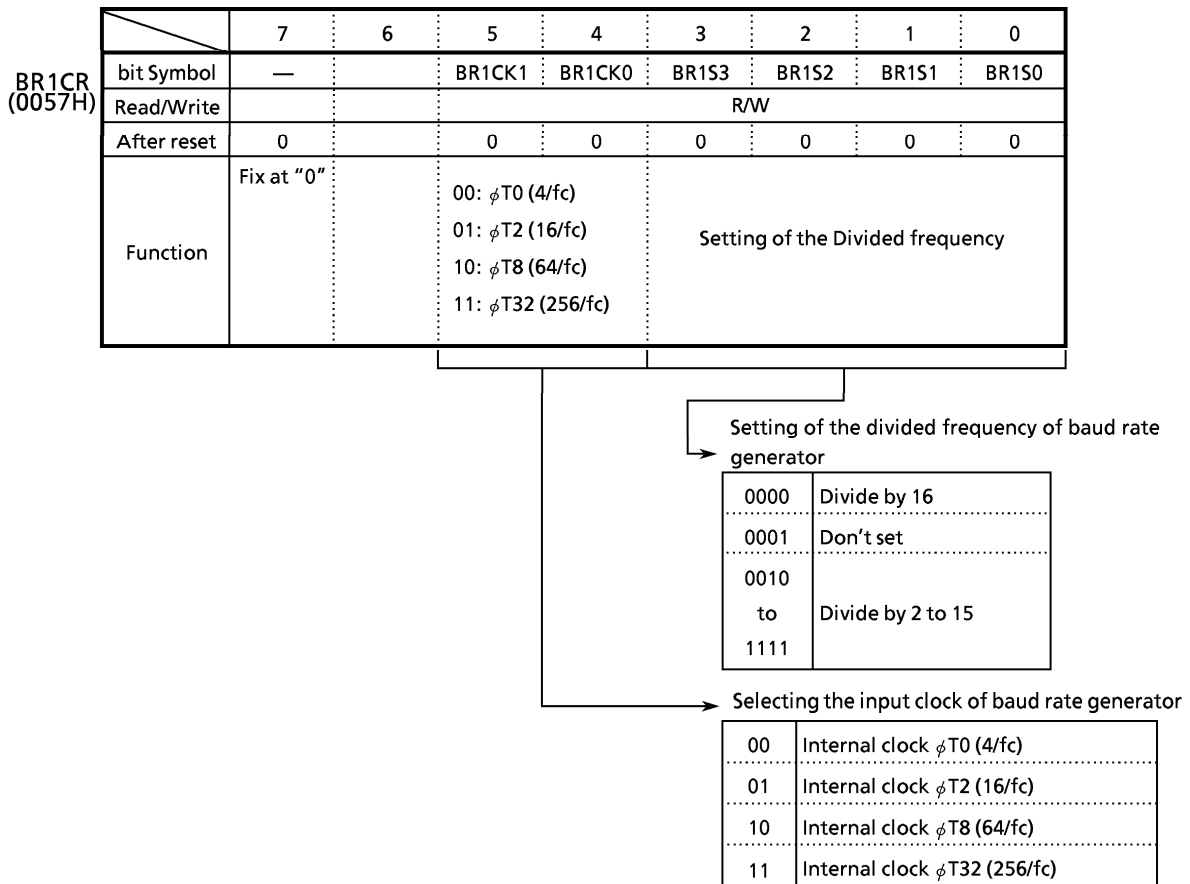 7 6 5 4 3 2 1 0
BR1CR
(0057H)
bit Symbol — BR1CK1 BR1CK0 BR1S3 BR1S2 BR1S1 BR1S0
Read/Write R/W
After reset 0 0 0 0 0 0 0
Function
Fix at “0”
00: ϕT0 (4/fc)
01: ϕT2 (16/fc)
10: ϕT8 (64/fc)
11: ϕT32 (256/fc)
Setting of the Divided frequency
Setting of the divided frequency of baud rate
generator
0000 Divide by 16
0001 Don’t set
0010
to Divide by 2 to 15
1111
Selecting the input clock of baud rate generator
00 Internal clock ϕT0 (4/fc)
01 Internal clock ϕT2 (16/fc)
10 Internal clock ϕT8 (64/fc)
11 Internal clock ϕT32 (256/fc)